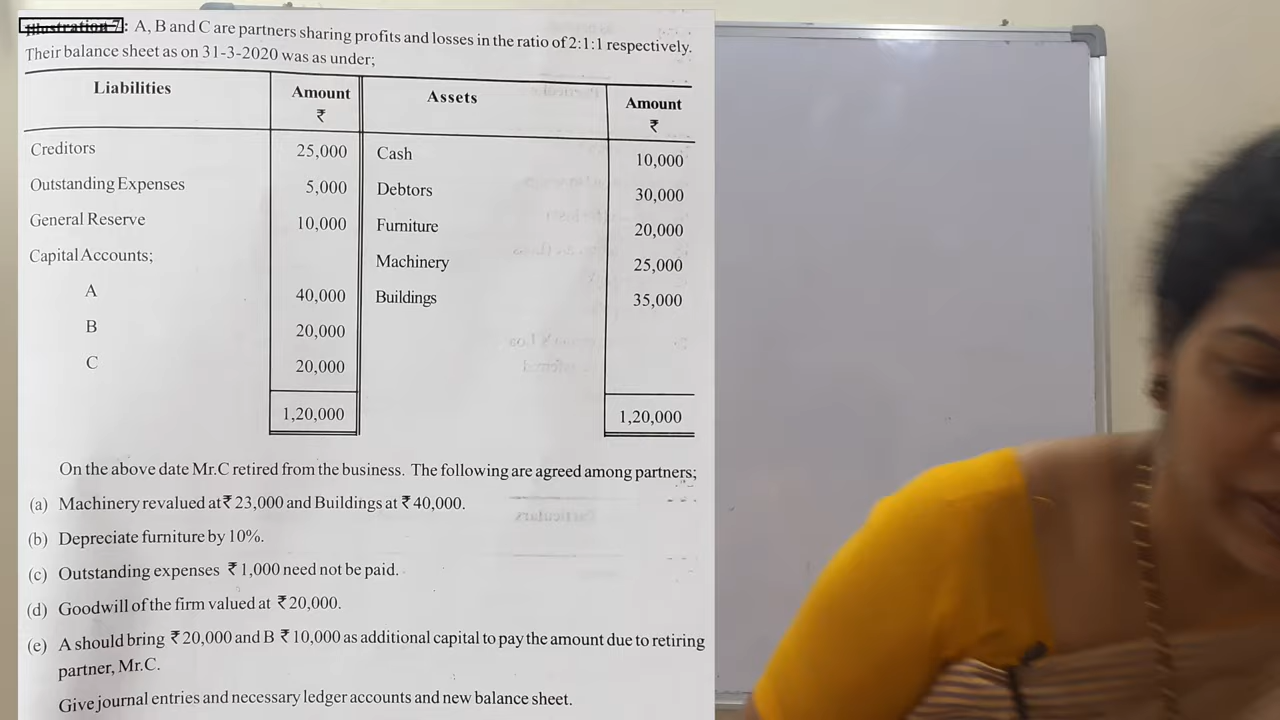 Illustration 7: A, B and C are partners sharing profits and losses in the ratio of 2:1:1 respectively.
Their balance sheet as on 31-3-2020 was as under;
Liabilities Amount ₹ Assets Amount ₹
Creditors 25,000 Cash 10,000
Outstanding Expenses 5,000 Debtors 30,000
General Reserve 10,000 Furniture 20,000
Capital Accounts; Machinery 25,000
A 40,000 Buildings 35,000
B 20,000
C 20,000
1,20,000 1,20,000
On the above date Mr.C retired from the business. The following are agreed among partners;
(a) Machinery revalued at ₹ 23,000 and Buildings at ₹ 40,000.
(b) Depreciate furniture by 10%.
(c) Outstanding expenses ₹ 1,000 need not be paid.
(d) Goodwill of the firm valued at ₹ 20,000.
(e) A should bring ₹ 20,000 and B ₹ 10,000 as additional capital to pay the amount due to retiring
partner, Mr.C.
Give journal entries and necessary ledger accounts and new balance sheet.